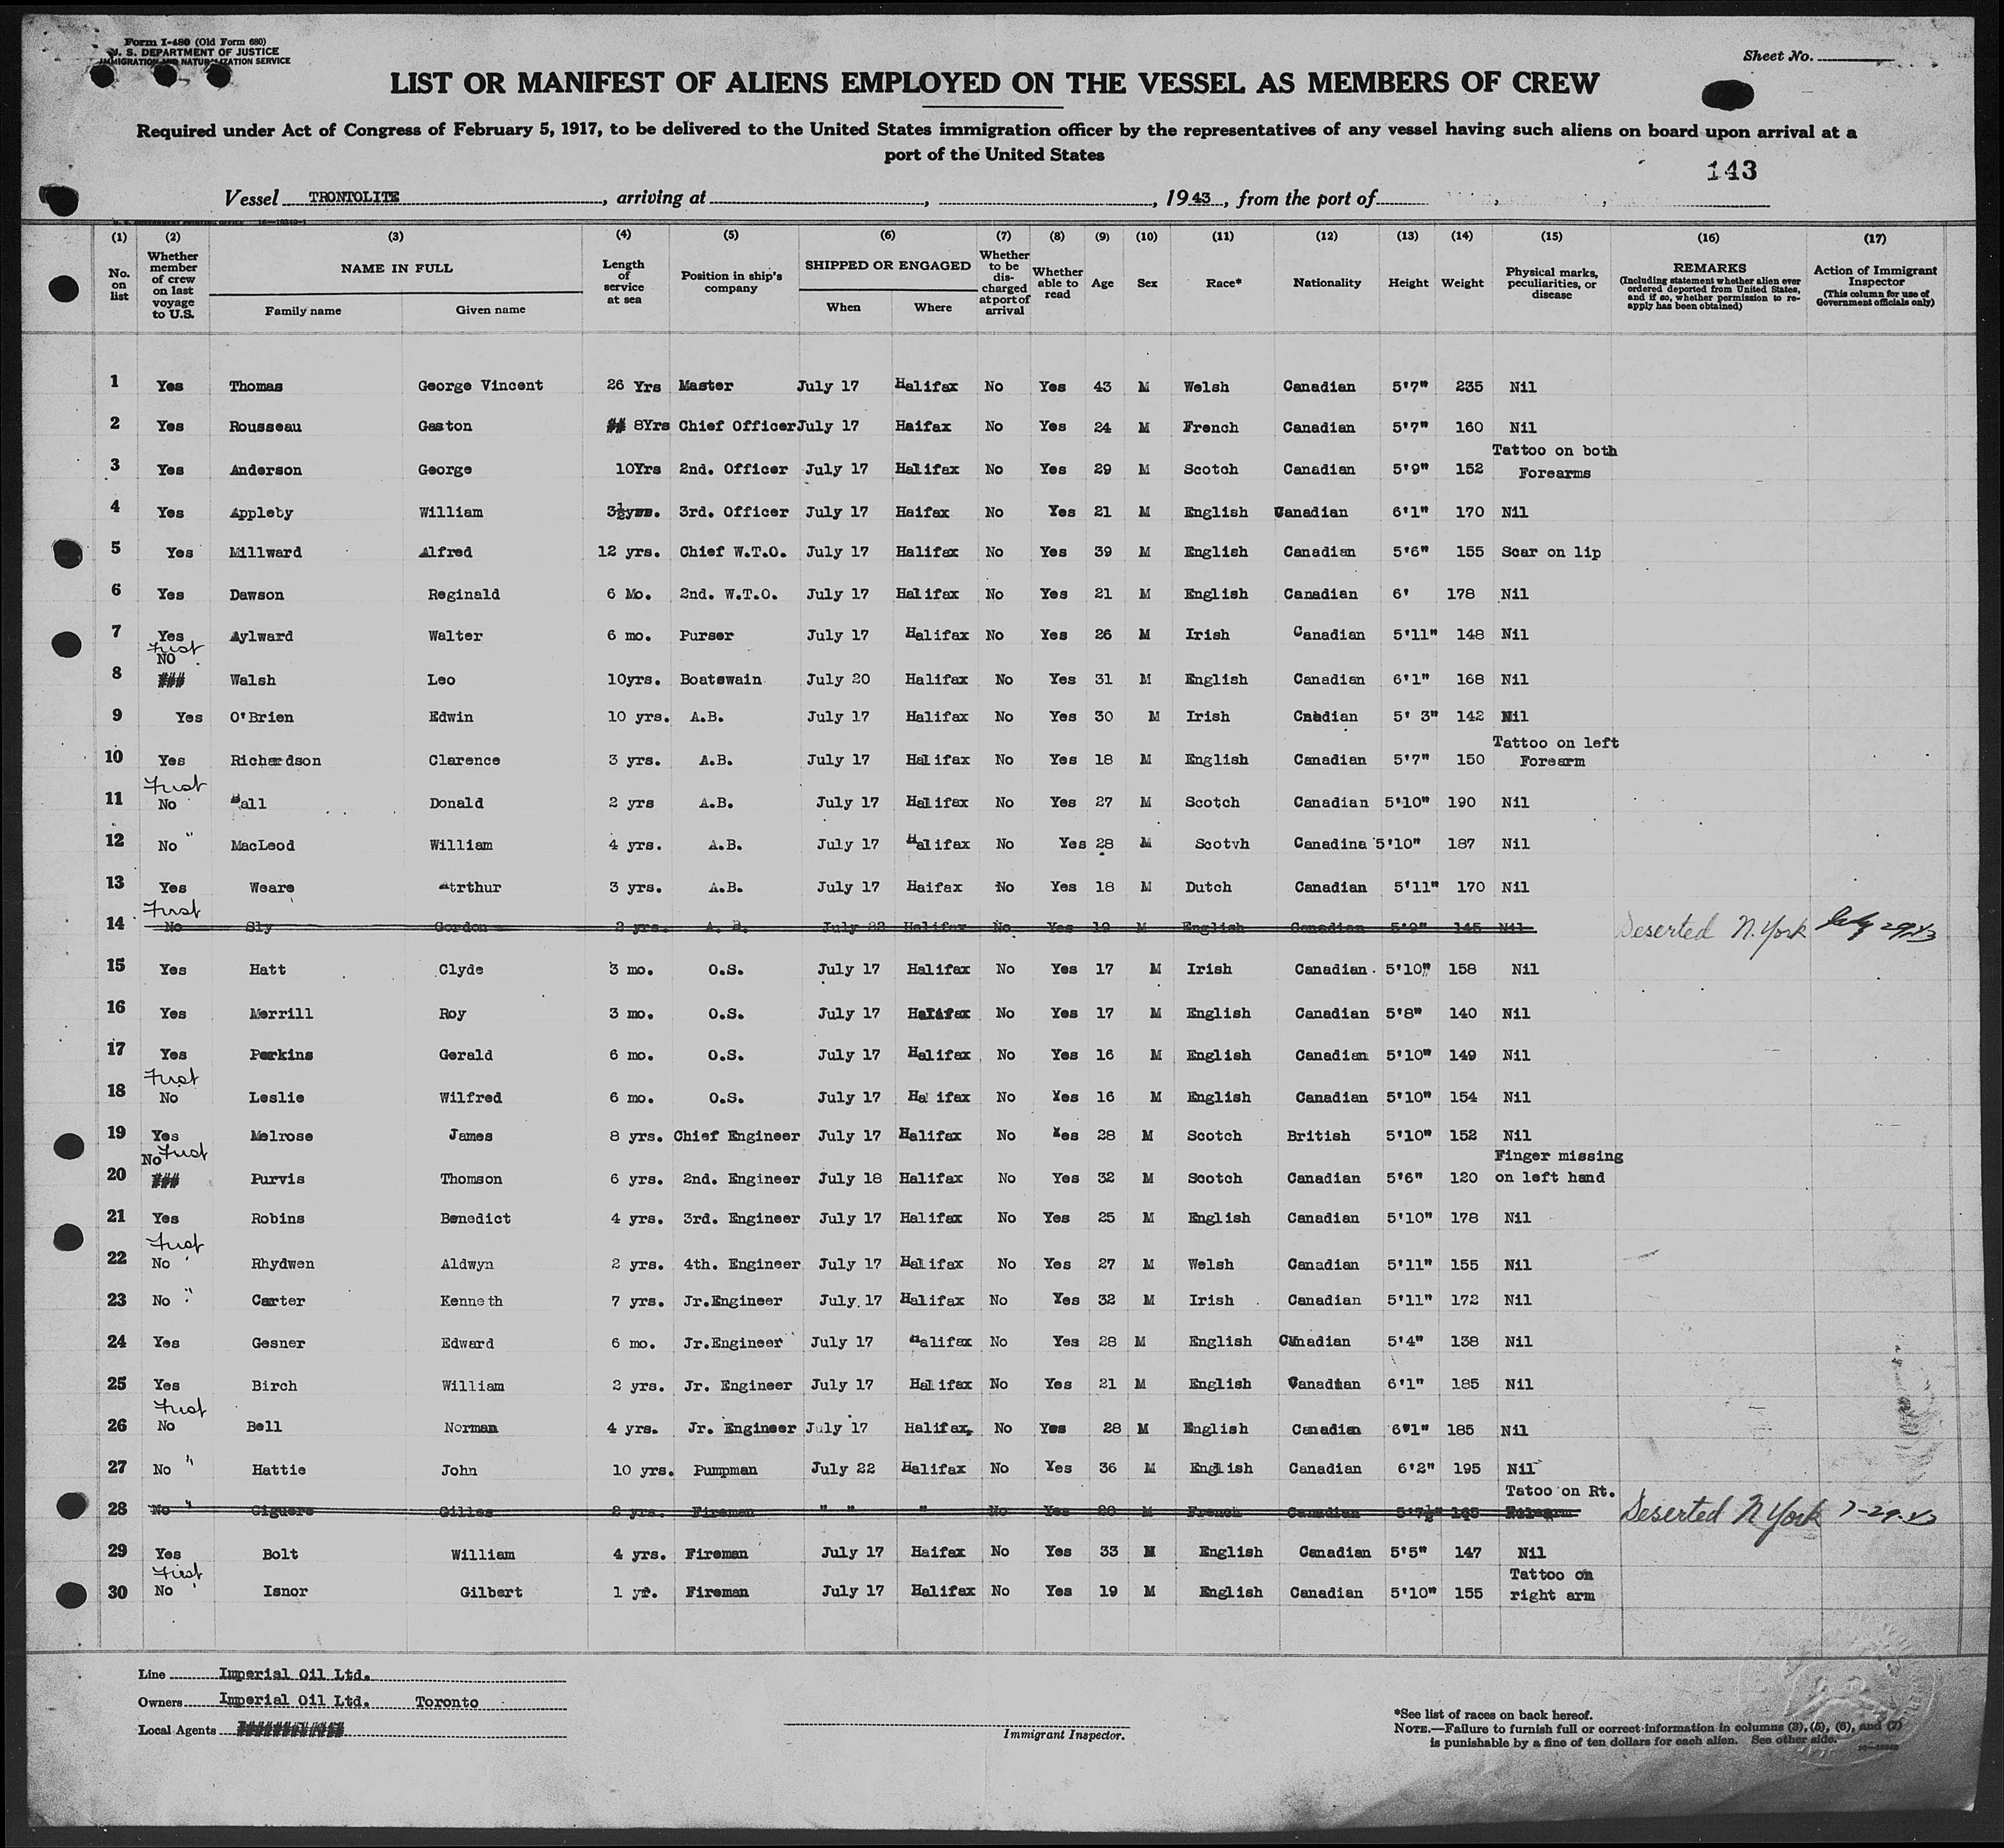 Form I-480 (Old Form 680)
U. S. DEPARTMENT OF JUSTICE
IMMIGRATION AND NATURALIZATION SERVICE
Sheet No.
LIST OR MANIFEST OF ALIENS EMPLOYED ON THE VESSEL AS MEMBERS OF CREW
Required under Act of Congress of February 5, 1917, to be delivered to the United States immigration officer by the representatives of any vessel having such aliens on board upon arrival at a
port of the United States
143
Vessel TRONTOLITE, arriving at , , 1943, from the port of
(1) (2) (3) (4) (5) (6) (7) (8) (9) (10) (11) (12) (13) (14) (15) (16) (17)
No. on list Whether member of crew on last voyage to U.S. NAME IN FULL Family name Given name Length of service at sea Position in ship's company SHIPPED OR ENGAGED When Where Whether to be discharged at port of arrival Whether able to read Age Sex Race* Nationality Height Weight Physical marks, peculiarities, or disease REMARKS (Including statement whether alien ever ordered deported from United States, and if so, whether permission to reapply has been obtained) Action of Immigrant Inspector (This column for use of Government officials only)
1 Yes Thomas George Vincent 26 Yrs Master July 17 Halifax No Yes 43 M Welsh Canadian 5'7" 235 Nil
2 Yes Rousseau Gaston ## 8Yrs Chief Officer July 17 Haifax No Yes 24 M French Canadian 5'7" 160 Nil
3 Yes Anderson George 10Yrs 2nd. Officer July 17 Halifax No Yes 29 M Scotch Canadian 5'9" 152 Tattoo on both Forearms
4 Yes Appleby William 3½yrs. 3rd. Officer July 17 Haifax No Yes 21 M English Canadian 6'1" 170 Nil
5 Yes Millward Alfred 12 yrs. Chief W.T.O. July 17 Halifax No Yes 39 M English Canadian 5'6" 155 Scar on lip
6 Yes Dawson Reginald 6 Mo. 2nd. W.T.O. July 17 Halifax No Yes 21 M English Canadian 6' 178 Nil
7 Yes Aylward Walter 6 mo. Purser July 17 Halifax No Yes 26 M Irish Canadian 5'11" 148 Nil
First
NO
8 ### Walsh Leo 10yrs. Boatswain July 20 Halifax No Yes 31 M English Canadian 6'1" 168 Nil
9 Yes O'Brien Edwin 10 yrs. A.B. July 17 Halifax No Yes 30 M Irish Cnadian 5' 3" 142 Nil
10 Yes Richardson Clarence 3 yrs. A.B. July 17 Halifax No Yes 18 M English Canadian 5'7" 150 Tattoo on left Forearm
First
11 No Hall Donald 2 yrs A.B. July 17 Halifax No Yes 27 M Scotch Canadian 5'10" 190 Nil
12 No " MacLeod William 4 yrs. A.B. July 17 Halifax No Yes 28 M Scotvh Canadina 5'10" 187 Nil
13 Yes Weare Atrthur 3 yrs. A.B. July 17 Haifax No Yes 18 M Dutch Canadian 5'11" 170 Nil
First
14 No Sly Gordon 2 yrs. A. B. July 22 Halifax No Yes 19 M English Canadian 5'9" 145 Nil Deserted N. York July 29.43
15 Yes Hatt Clyde 3 mo. O.S. July 17 Halifax No Yes 17 M Irish Canadian 5'10" 158 Nil
16 Yes Merrill Roy 3 mo. O.S. July 17 Halifax No Yes 17 M English Canadian 5'8" 140 Nil
17 Yes Perkins Gerald 6 mo. O.S. July 17 Halifax No Yes 16 M English Canadian 5'10" 149 Nil
First
18 No Leslie Wilfred 6 mo. O.S. July 17 Ha ifax No Yes 16 M English Canadian 5'10" 154 Nil
19 Yes Melrose James 8 yrs. Chief Engineer July 17 Halifax No Yes 28 M Scotch British 5'10" 152 Nil
No First
20 ### Purvis Thomson 6 yrs. 2nd. Engineer July 18 Halifax No Yes 32 M Scotch Canadian 5'6" 120 Finger missing on left hand
21 Yes Robins Benedict 4 yrs. 3rd. Engineer July 17 Halifax No Yes 25 M English Canadian 5'10" 178 Nil
First
22 No Rhydwen Aldwyn 2 yrs. 4th. Engineer July 17 Halifax No Yes 27 M Welsh Canadian 5'11" 155 Nil
23 No " Carter Kenneth 7 yrs. Jr.Engineer July 17 Halifax No Yes 32 M Irish Canadian 5'11" 172 Nil
24 Yes Gesner Edward 6 mo. Jr.Engineer July 17 Halifax No Yes 28 M English Canadian 5'4" 138 Nil
25 Yes Birch William 2 yrs. Jr. Engineer July 17 Halifax No Yes 21 M English Canadian 6'1" 185 Nil
First
26 No Bell Norman 4 yrs. Jr. Engineer July 17 Halifax, No Yes 28 M English Canadian 6'1" 185 Nil
27 No " Hattie John 10 yrs. Pumpman July 22 Halifax No Yes 36 M English Canadian 6'2" 195 Nil
28 No " Giguere Gilles 2 yrs. Fireman " " " No Yes 20 M French Canadian 5'7½" 165 Tatoo on Rt. Deserted N York 7-29.43
29 Yes Bolt William 4 yrs. Fireman July 17 Haifax No Yes 33 M English Canadian 5'5" 147 Nil
First
30 No Isnor Gilbert 1 yr. Fireman July 17 Halifax No Yes 19 M English Canadian 5'10" 155 Tattoo on right arm
Line Imperial Oil Ltd.
Owners Imperial Oil Ltd. Toronto
Local Agents
Immigrant Inspector.
*See list of races on back hereof.
NOTE.—Failure to furnish full or correct information in columns (3), (5), (6), and (7)
is punishable by a fine of ten dollars for each alien. See other side.